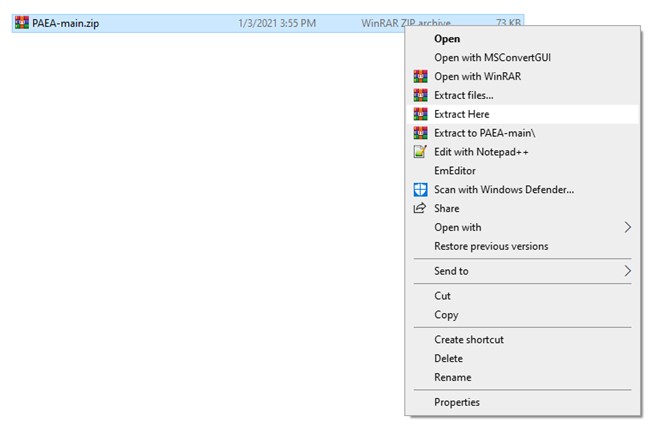 PAEA-main.zip 1/3/2021 3:55 PM WinRAR ZIP archive 73 KB
Open
Open with MSConvertGUI
Open with WinRAR
Extract files...
Extract Here
Extract to PAEA-main\
Edit with Notepad++
EmEditor
Scan with Windows Defender...
Share
Open with
Restore previous versions
Send to
Cut
Copy
Create shortcut
Delete
Rename
Properties